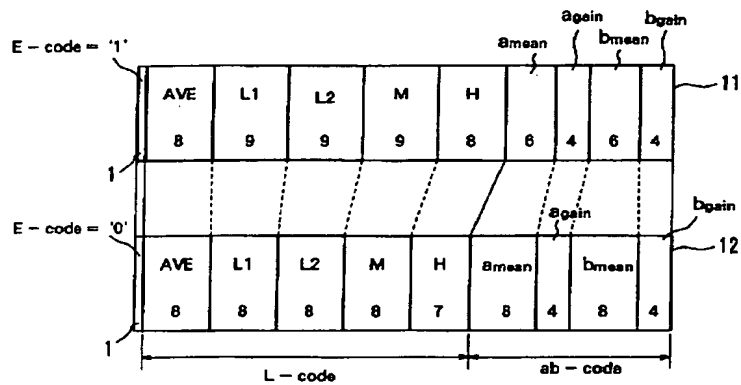 E-code = '1'
amean
again
bmean
bgain
AVE L1 L2 M H
8 9 9 9 8 6 4 6 4
1
11
E-code = '0'
again
bgain
AVE L1 L2 M H amean bmean
8 8 8 8 7 8 4 8 4
1
12
L-code ab-code